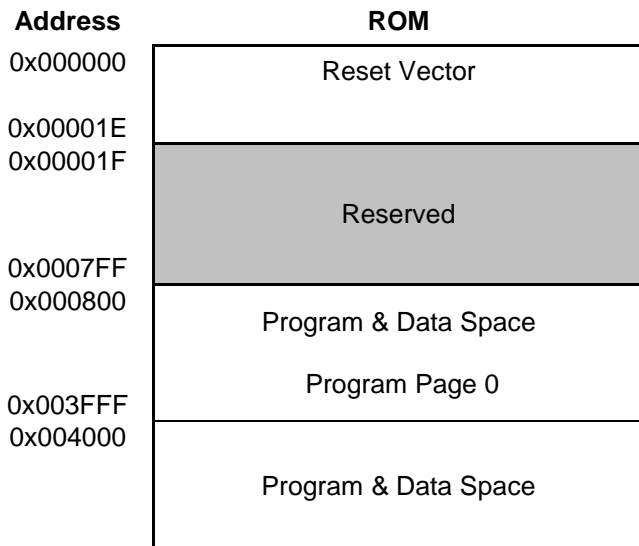 Address ROM
0x000000 Reset Vector
0x00001E
0x00001F
Reserved
0x0007FF
0x000800
Program & Data Space
Program Page 0
0x003FFF
0x004000
Program & Data Space